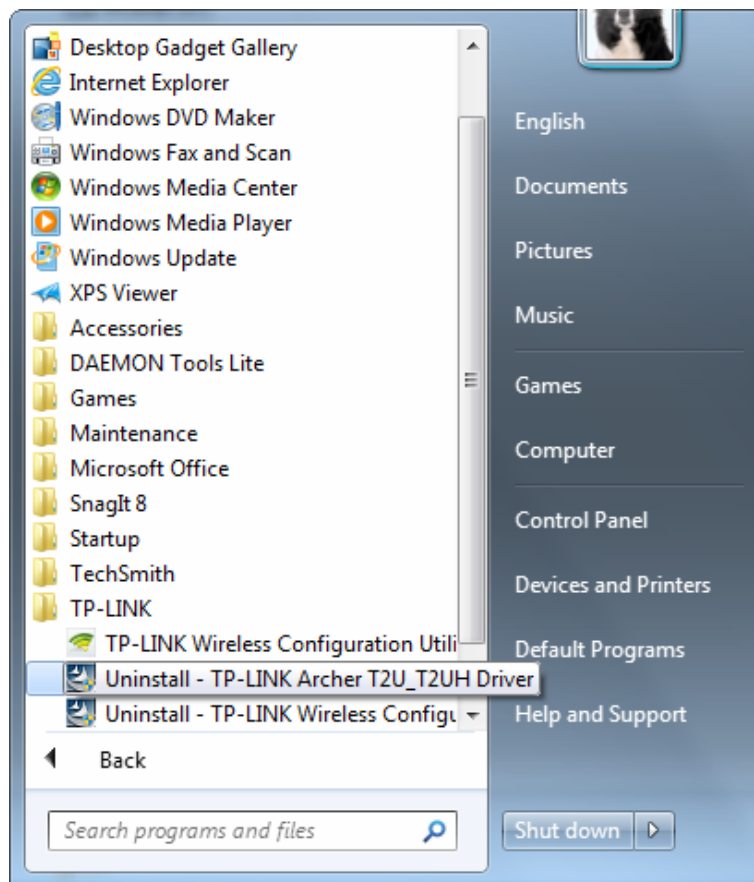 Desktop Gadget Gallery
Internet Explorer
Windows DVD Maker
Windows Fax and Scan
Windows Media Center
Windows Media Player
Windows Update
XPS Viewer
Accessories
DAEMON Tools Lite
Games
Maintenance
Microsoft Office
SnagIt 8
Startup
TechSmith
TP-LINK
TP-LINK Wireless Configuration Utili
Uninstall - TP-LINK Archer T2U_T2UH Driver
Uninstall - TP-LINK Wireless Configu
Back
Search programs and files
English
Documents
Pictures
Music
Games
Computer
Control Panel
Devices and Printers
Default Programs
Help and Support
Shut down